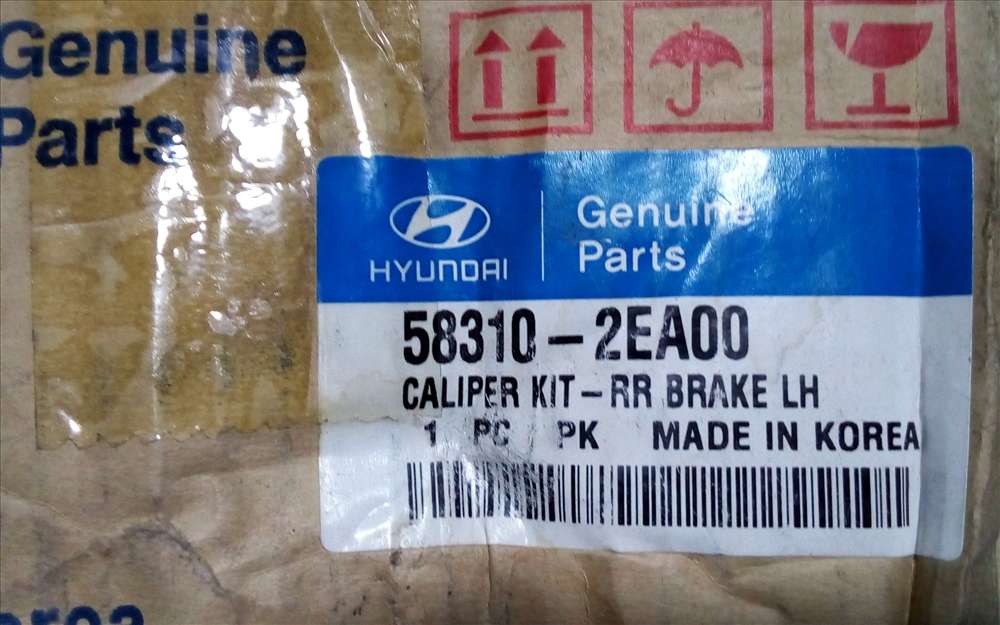 Genuine
Parts
HYUNDAI
Genuine
Parts
58310-2EA00
CALIPER KIT-RR BRAKE LH
1 PC PK MADE IN KOREA